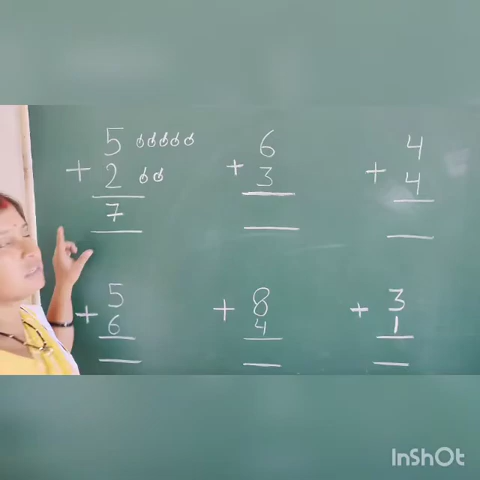 5 6 4
+ 2 + 3 + 4
7
5 8 3
+ 6 + 4 + 1
InShOt